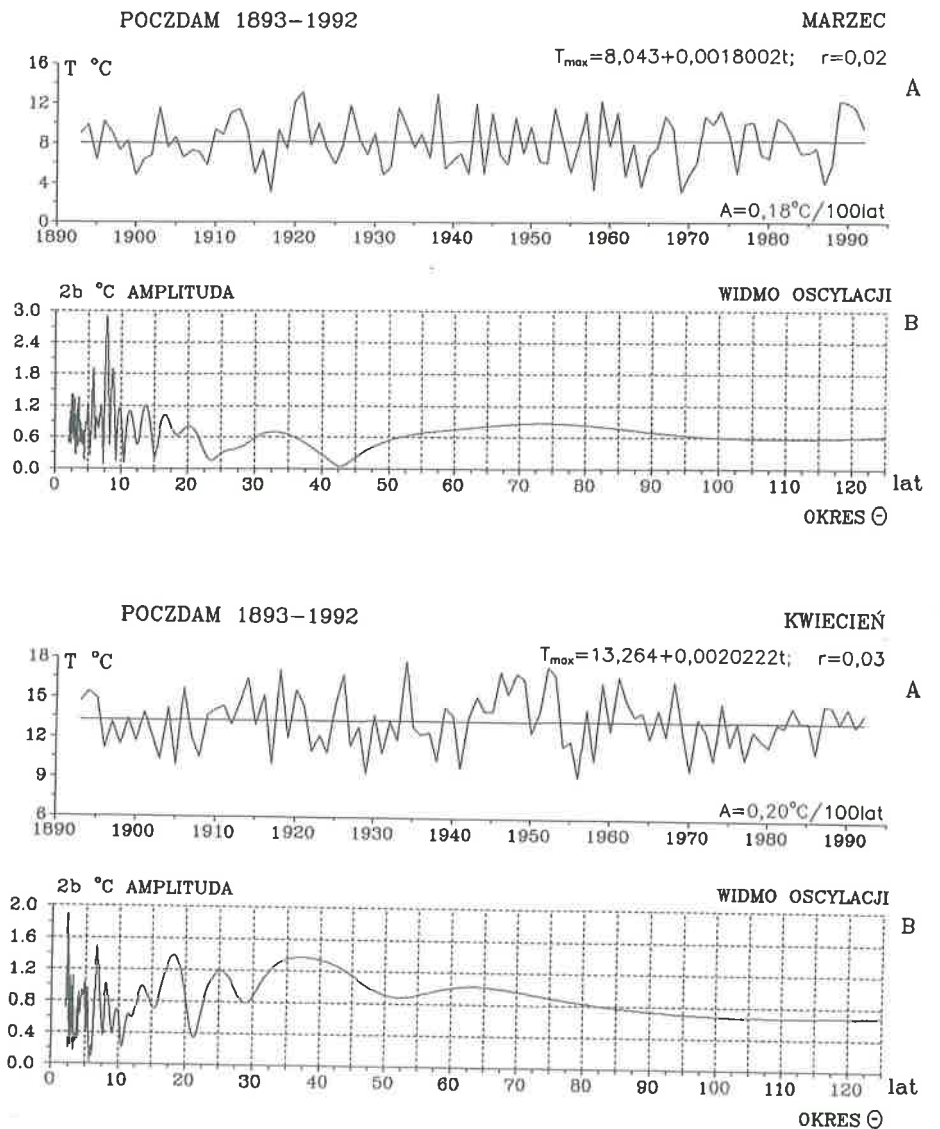 POCZDAM 1893-1992 MARZEC
Tmax=8,043+0,0018002t; r=0,02
T °C
A
16
12
8
4
0
A=0,18°C/100lat
1890 1900 1910 1920 1930 1940 1950 1960 1970 1980 1990
2b °C AMPLITUDA WIDMO OSCYLACJI
B
3.0
2.4
1.8
1.2
0.6
0.0
10 20 30 40 50 60 70 80 90 100 110 120 lat
OKRES Θ
POCZDAM 1893-1992 KWIECIEŃ
Tmax=13,264+0,0020222t; r=0,03
T °C
A
18
15
12
9
6
A=0,20°C/100lat
1890 1900 1910 1920 1930 1940 1950 1960 1970 1980 1990
2b °C AMPLITUDA WIDMO OSCYLACJI
B
2.0
1.6
1.2
0.8
0.4
0.0
10 20 30 40 50 60 70 80 90 100 110 120 lat
OKRES Θ